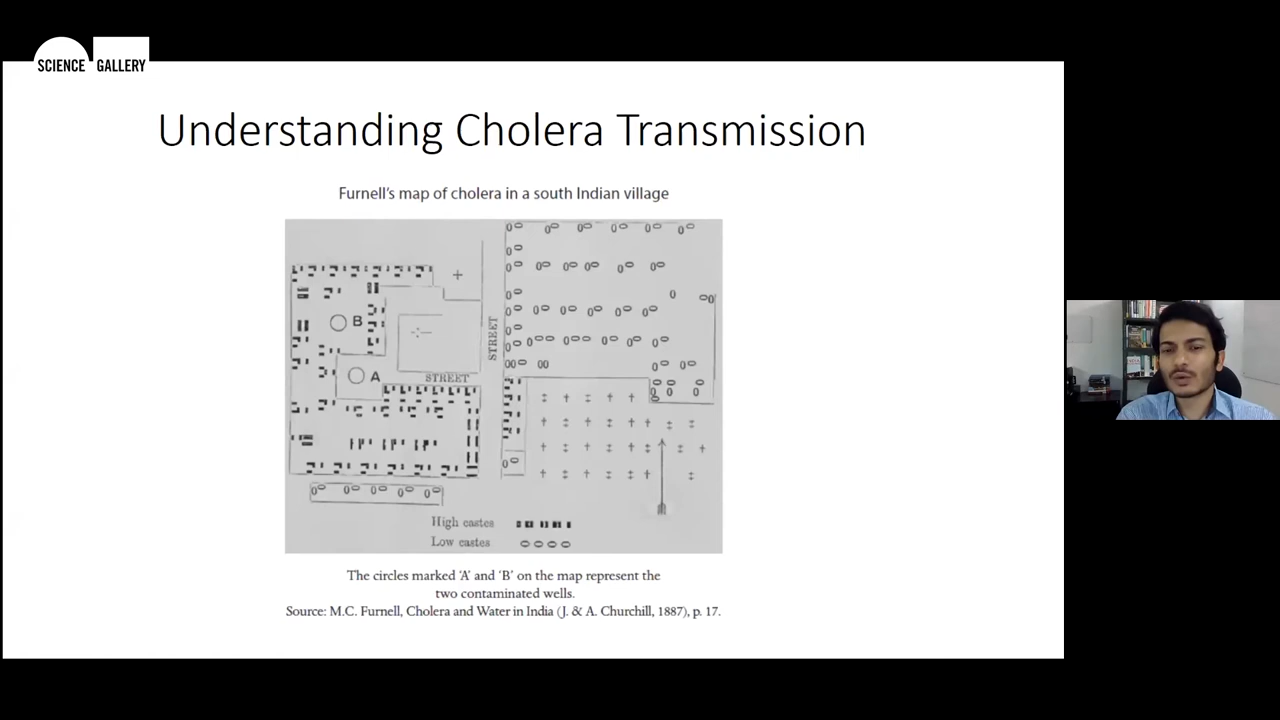 SCIENCE GALLERY
Understanding Cholera Transmission
Furnell's map of cholera in a south Indian village
B
STREET
A
STREET
High castes
Low castes
The circles marked 'A' and 'B' on the map represent the
two contaminated wells.
Source: M.C. Furnell, Cholera and Water in India (J. & A. Churchill, 1887), p. 17.